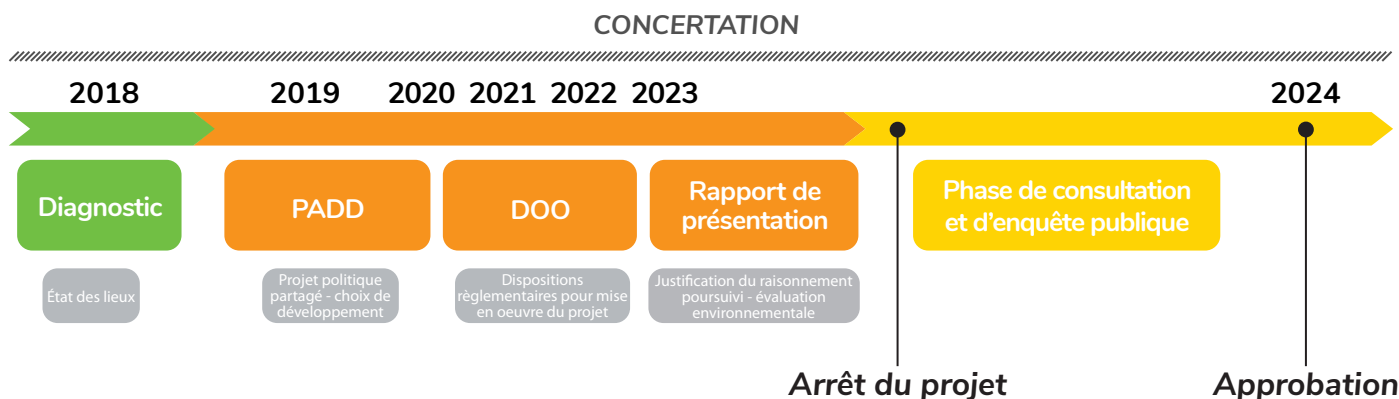 CONCERTATION
2018 2019 2020 2021 2022 2023 2024
Diagnostic
PADD
DOO
Rapport de
présentation
Phase de consultation
et d'enquête publique
État des lieux
Projet politique
partagé - choix de
développement
Dispositions
règlementaires pour mise
en oeuvre du projet
Justification du raisonnement
poursuivi - évaluation
environnementale
Arrêt du projet
Approbation